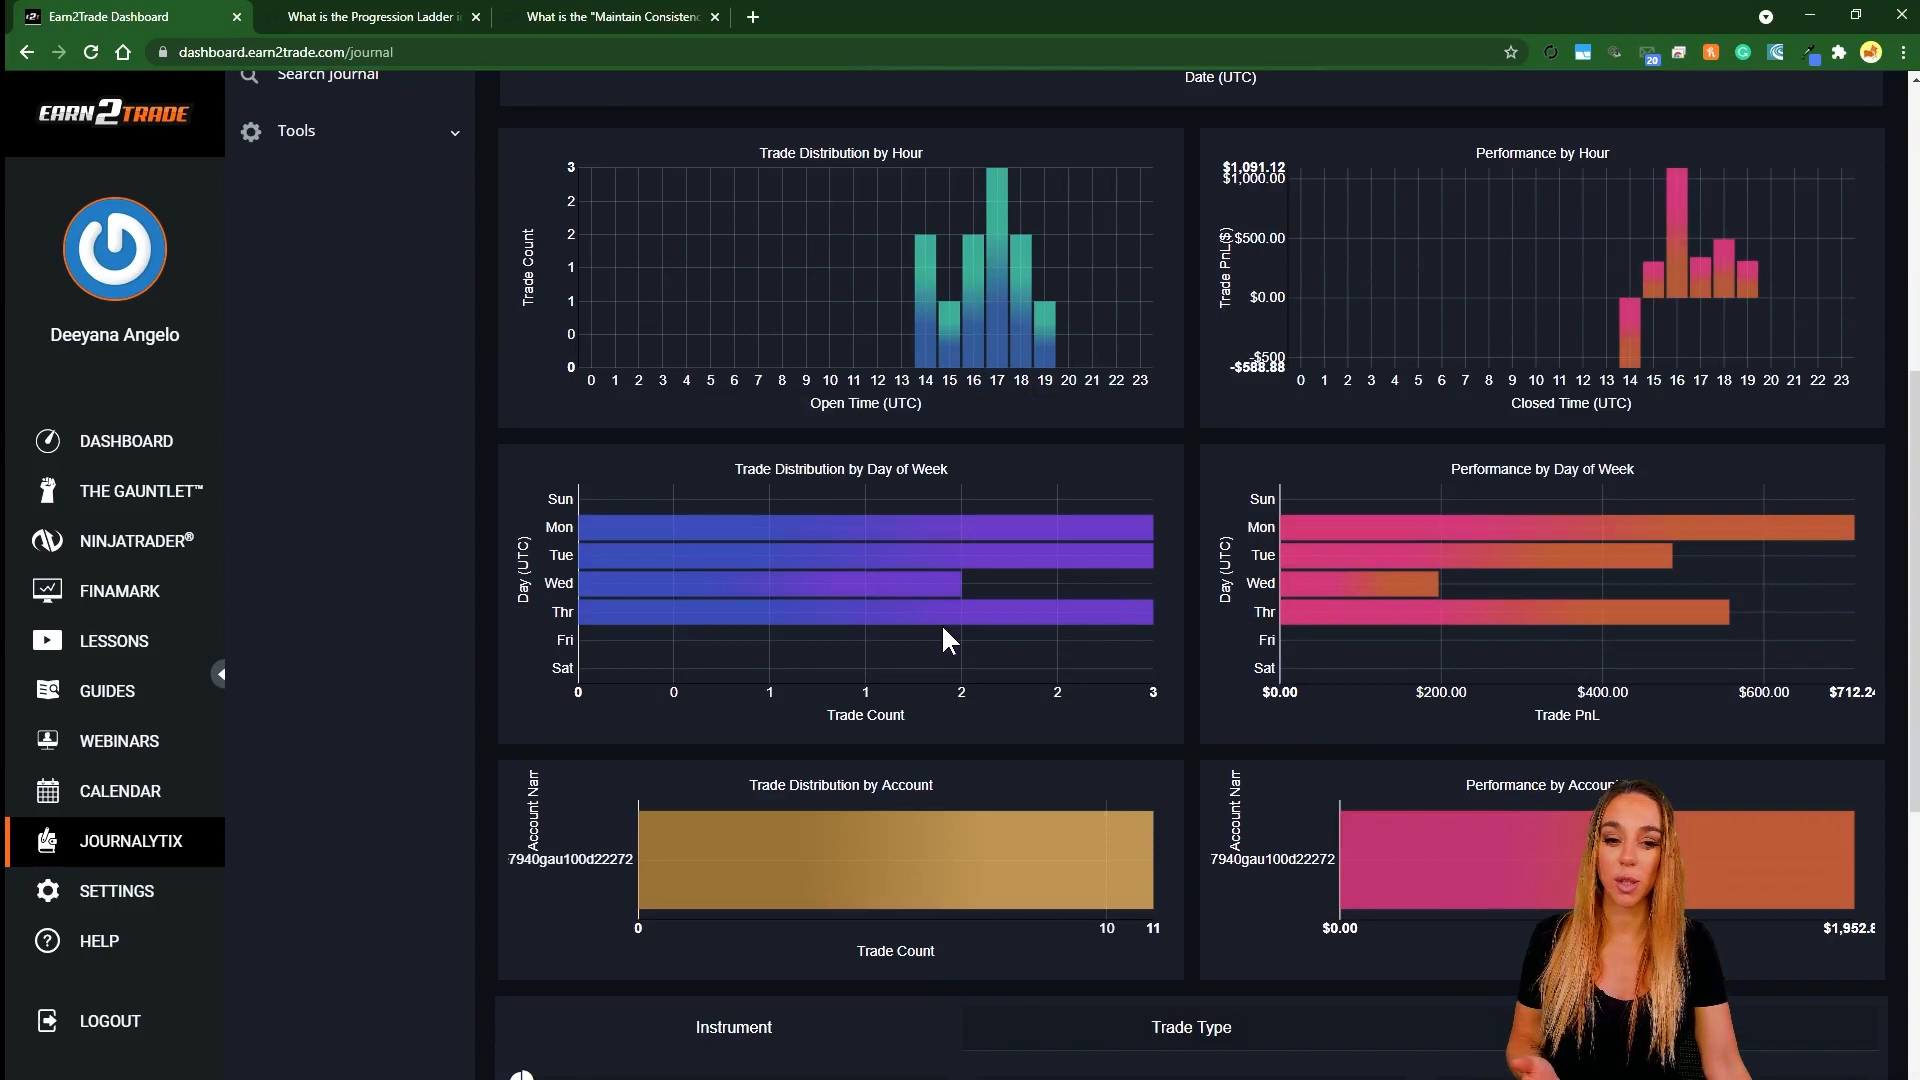 Earn2Trade Dashboard
What is the Progression Ladder i
What is the "Maintain Consistenc
dashboard.earn2trade.com/journal
20
EARN2TRADE
Deeyana Angelo
DASHBOARD
THE GAUNTLET™
NINJATRADER®
FINAMARK
LESSONS
GUIDES
WEBINARS
CALENDAR
JOURNALYTIX
SETTINGS
HELP
LOGOUT
Search Journal
Tools
Date (UTC)
Trade Distribution by Hour
Trade Count
3
2
2
1
1
0
0
0 1 2 3 4 5 6 7 8 9 10 11 12 13 14 15 16 17 18 19 20 21 22 23
Open Time (UTC)
Performance by Hour
Trade PnL($)
$1,091.12
$1,000.00
$500.00
$0.00
-$500
-$588.88
0 1 2 3 4 5 6 7 8 9 10 11 12 13 14 15 16 17 18 19 20 21 22 23
Closed Time (UTC)
Trade Distribution by Day of Week
Day (UTC)
Sun
Mon
Tue
Wed
Thr
Fri
Sat
0 0 1 1 2 2 3
Trade Count
Performance by Day of Week
Day (UTC)
Sun
Mon
Tue
Wed
Thr
Fri
Sat
$0.00 $200.00 $400.00 $600.00 $712.24
Trade PnL
Trade Distribution by Account
Account Nam
7940gau100d22272
0 10 11
Trade Count
Performance by Accou
Account Nam
7940gau100d22272
$0.00 $1,952.8
Instrument
Trade Type